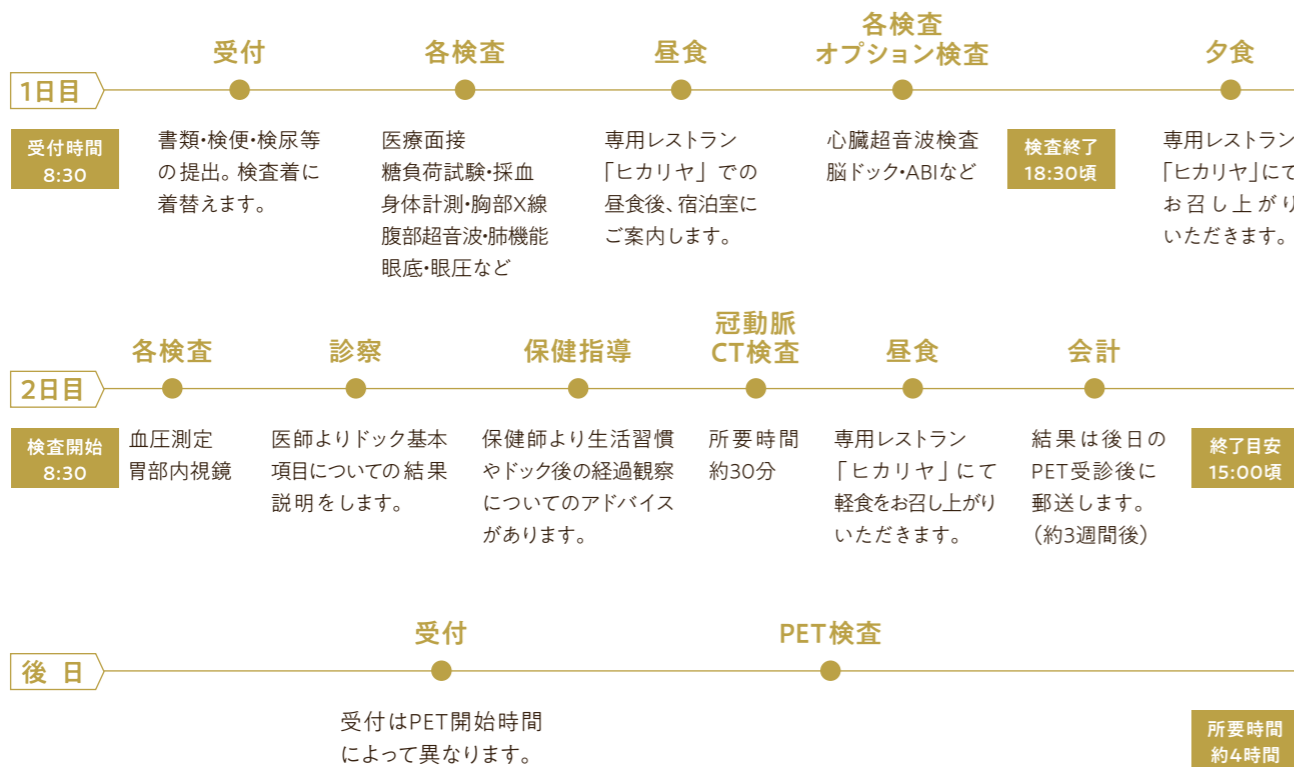 1日目
受付時間
8:30
受付
書類・検便・検尿等
の提出。検査着に
着替えます。
各検査
医療面接
糖負荷試験・採血
身体計測・胸部X線
腹部超音波・肺機能
眼底・眼圧など
昼食
専用レストラン
「ヒカリヤ」での
昼食後、宿泊室に
ご案内します。
各検査
オプション検査
心臓超音波検査
脳ドック・ABIなど
検査終了
18:30頃
夕食
専用レストラン
「ヒカリヤ」にて
お召し上がり
いただきます。
2日目
検査開始
8:30
各検査
血圧測定
胃部内視鏡
診察
医師よりドック基本
項目についての結果
説明をします。
保健指導
保健師より生活習慣
やドック後の経過観察
についてのアドバイス
があります。
冠動脈
CT検査
所要時間
約30分
昼食
専用レストラン
「ヒカリヤ」にて
軽食をお召し上がり
いただきます。
会計
結果は後日の
PET受診後に
郵送します。
（約3週間後）
終了目安
15:00頃
後日
受付
受付はPET開始時間
によって異なります。
PET検査
所要時間
約4時間